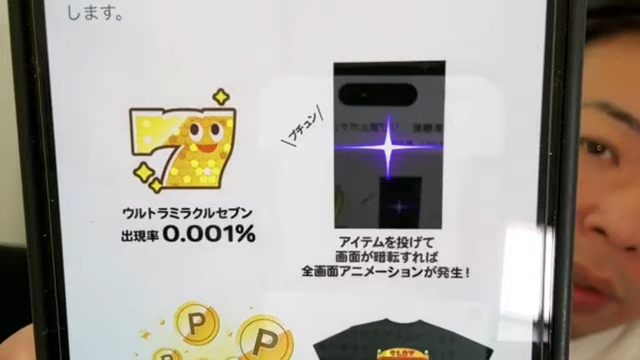 します。
プチュン
ウルトラミラクルセブン
出現率 0.001%
アイテムを投げて
画面が暗転すれば
全画面アニメーションが発生!
P
P
SLOT